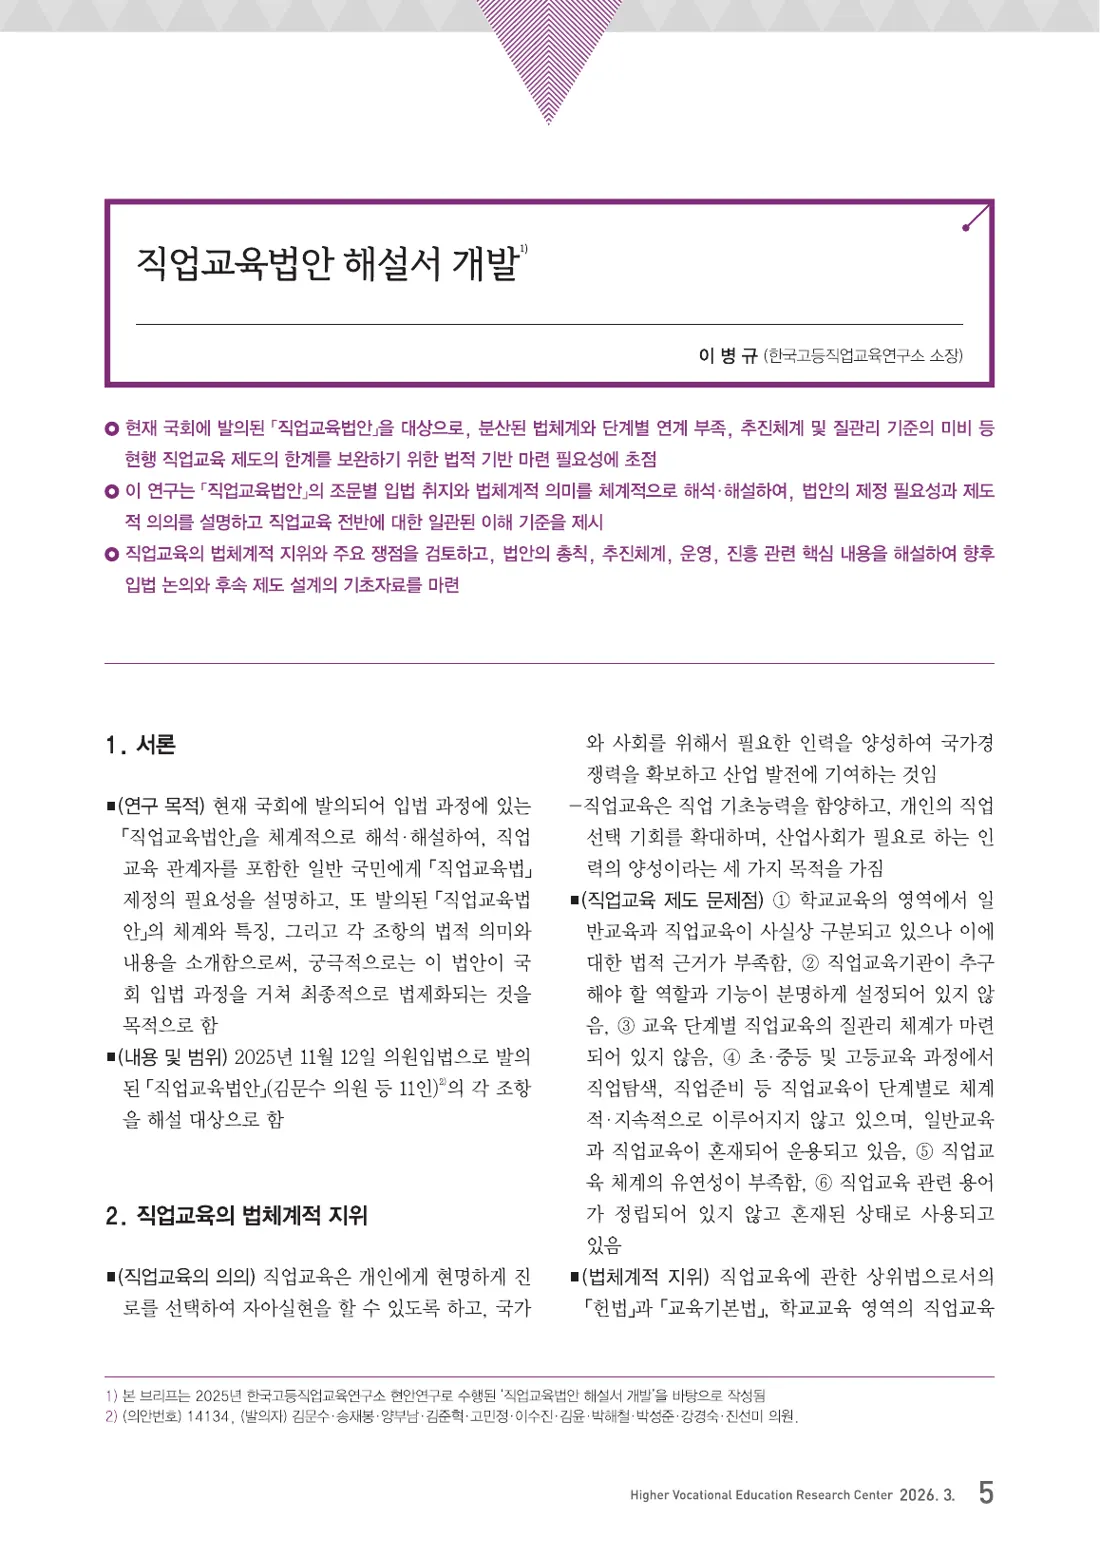 직업교육법안 해설서 개발1)
이 병 규 (한국고등직업교육연구소 소장)
현재 국회에 발의된 「직업교육법안」을 대상으로, 분산된 법체계와 단계별 연계 부족, 추진체계 및 질관리 기준의 미비 등
현행 직업교육 제도의 한계를 보완하기 위한 법적 기반 마련 필요성에 초점
이 연구는 「직업교육법안」의 조문별 입법 취지와 법체계적 의미를 체계적으로 해석·해설하여, 법안의 제정 필요성과 제도
적 의의를 설명하고 직업교육 전반에 대한 일관된 이해 기준을 제시
직업교육의 법체계적 지위와 주요 쟁점을 검토하고, 법안의 총칙, 추진체계, 운영, 진흥 관련 핵심 내용을 해설하여 향후
입법 논의와 후속 제도 설계의 기초자료를 마련
1. 서론
■(연구 목적) 현재 국회에 발의되어 입법 과정에 있는
「직업교육법안」을 체계적으로 해석·해설하여, 직업
교육 관계자를 포함한 일반 국민에게 「직업교육법」
제정의 필요성을 설명하고, 또 발의된 「직업교육법
안」의 체계와 특징, 그리고 각 조항의 법적 의미와
내용을 소개함으로써, 궁극적으로는 이 법안이 국
회 입법 과정을 거쳐 최종적으로 법제화되는 것을
목적으로 함
■(내용 및 범위) 2025년 11월 12일 의원입법으로 발의
된 「직업교육법안」(김문수 의원 등 11인)2)의 각 조항
을 해설 대상으로 함
2. 직업교육의 법체계적 지위
■(직업교육의 의의) 직업교육은 개인에게 현명하게 진
로를 선택하여 자아실현을 할 수 있도록 하고, 국가
와 사회를 위해서 필요한 인력을 양성하여 국가경
쟁력을 확보하고 산업 발전에 기여하는 것임
－직업교육은 직업 기초능력을 함양하고, 개인의 직업
선택 기회를 확대하며, 산업사회가 필요로 하는 인
력의 양성이라는 세 가지 목적을 가짐
■(직업교육 제도 문제점) ① 학교교육의 영역에서 일
반교육과 직업교육이 사실상 구분되고 있으나 이에
대한 법적 근거가 부족함, ② 직업교육기관이 추구
해야 할 역할과 기능이 분명하게 설정되어 있지 않
음, ③ 교육 단계별 직업교육의 질관리 체계가 마련
되어 있지 않음, ④ 초·중등 및 고등교육 과정에서
직업탐색, 직업준비 등 직업교육이 단계별로 체계
적·지속적으로 이루어지지 않고 있으며, 일반교육
과 직업교육이 혼재되어 운용되고 있음, ⑤ 직업교
육 체계의 유연성이 부족함, ⑥ 직업교육 관련 용어
가 정립되어 있지 않고 혼재된 상태로 사용되고
있음
■(법체계적 지위) 직업교육에 관한 상위법으로서의
「헌법」과 「교육기본법」, 학교교육 영역의 직업교육
1) 본 브리프는 2025년 한국고등직업교육연구소 현안연구로 수행된 '직업교육법안 해설서 개발'을 바탕으로 작성됨
2) (의안번호) 14134, (발의자) 김문수·송재봉·양부남·김준혁·고민정·이수진·김윤·박해철·박성준·강경숙·진선미 의원.
Higher Vocational Education Research Center 2026. 3. 5